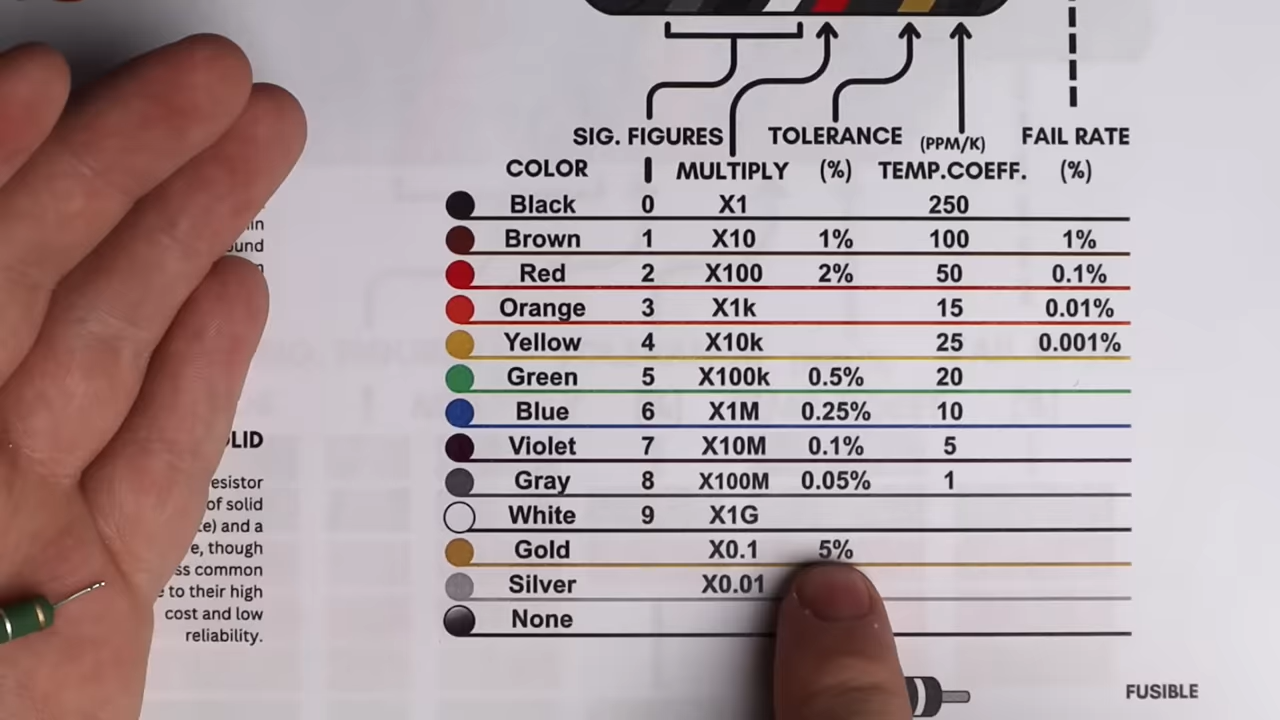 SIG. FIGURES TOLERANCE (PPM/K) FAIL RATE
COLOR MULTIPLY (%) TEMP.COEFF. (%)
Black 0 X1 250
Brown 1 X10 1% 100 1%
Red 2 X100 2% 50 0.1%
Orange 3 X1k 15 0.01%
Yellow 4 X10k 25 0.001%
Green 5 X100k 0.5% 20
Blue 6 X1M 0.25% 10
Violet 7 X10M 0.1% 5
Gray 8 X100M 0.05% 1
White 9 X1G
Gold X0.1 5%
Silver X0.01
None
of solid
and a
though
common
to their high
cost and low
reliability.
FUSIBLE